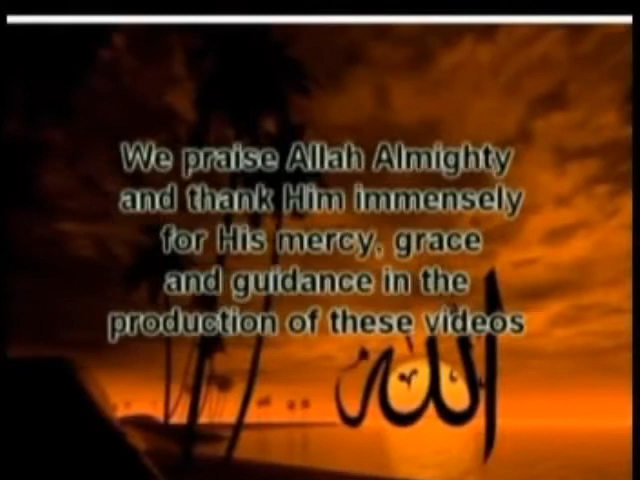 We praise Allah Almighty
and thank Him immensely
for His mercy, grace
and guidance in the
production of these videos
الله